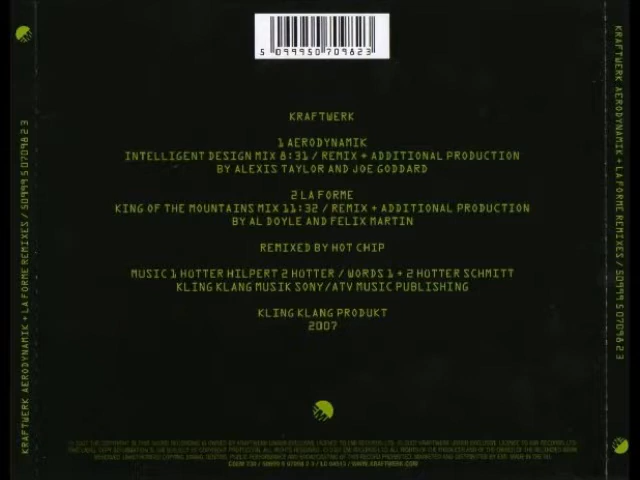 5 099950 709823
KRAFTWERK
1 AERODYNAMIK
INTELLIGENT DESIGN MIX 8:31 / REMIX + ADDITIONAL PRODUCTION
BY ALEXIS TAYLOR AND JOE GODDARD
2 LA FORME
KING OF THE MOUNTAINS MIX 11:32 / REMIX + ADDITIONAL PRODUCTION
BY AL DOYLE AND FELIX MARTIN
REMIXED BY HOT CHIP
MUSIC 1 HÜTTER HILPERT 2 HÜTTER / WORDS 1 + 2 HÜTTER SCHMITT
KLING KLANG MUSIK SONY/ATV MUSIC PUBLISHING
KLING KLANG PRODUKT
2007
KRAFTWERK AERODYNAMIK + LA FORME REMIXES / 50999 5 07098 2 3
KRAFTWERK AERODYNAMIK + LA FORME REMIXES / 50999 5 07098 2 3
WWW.KRAFTWERK.COM